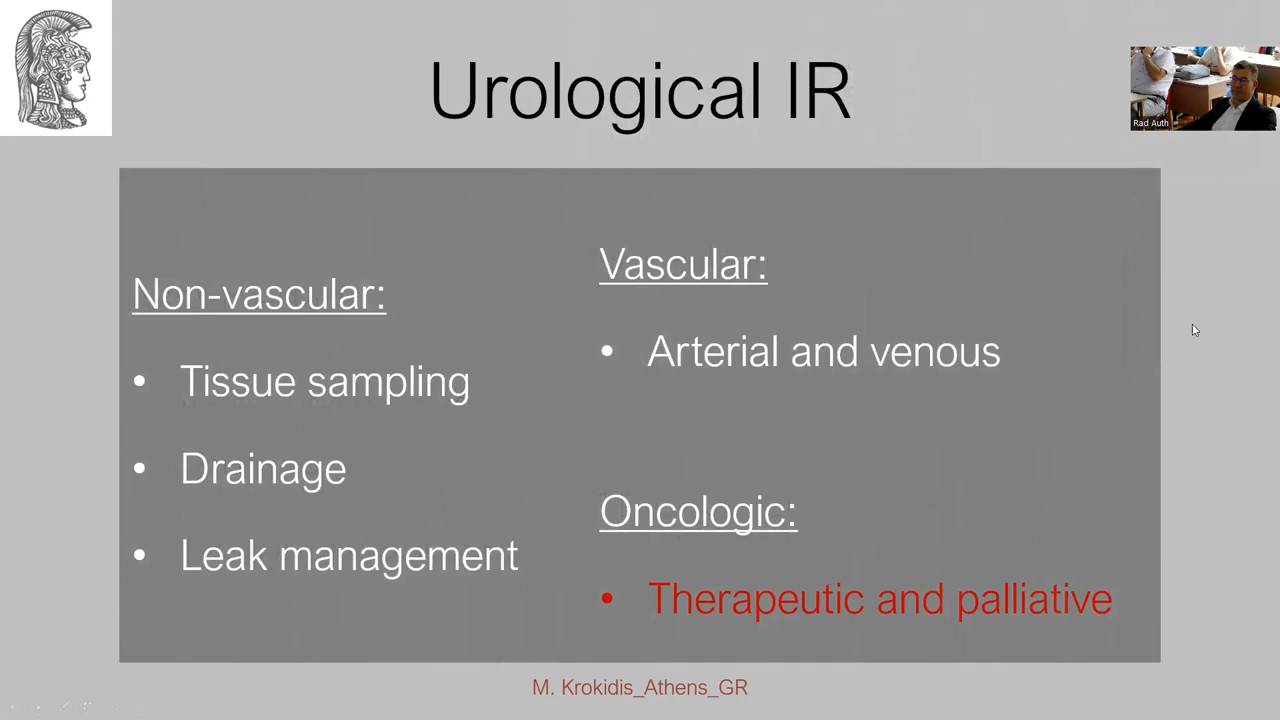 Urological IR
Rad Auth
Non-vascular:
• Tissue sampling
• Drainage
• Leak management
Vascular:
• Arterial and venous
Oncologic:
• Therapeutic and palliative
M. Krokidis_Athens_GR